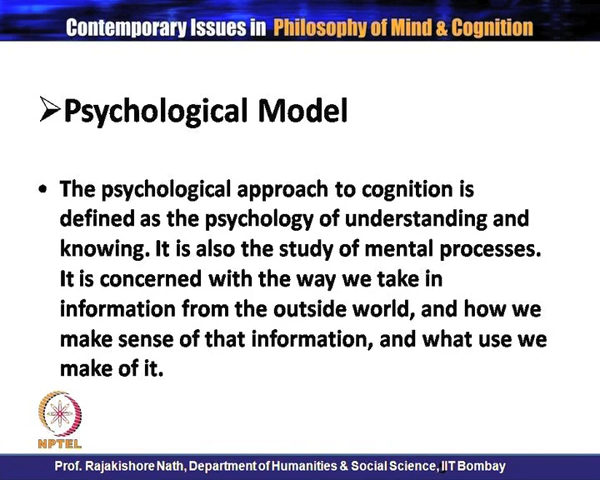 Contemporary Issues in Philosophy of Mind & Cognition
➢Psychological Model
• The psychological approach to cognition is
defined as the psychology of understanding and
knowing. It is also the study of mental processes.
It is concerned with the way we take in
information from the outside world, and how we
make sense of that information, and what use we
make of it.
NPTEL
Prof. Rajakishore Nath, Department of Humanities & Social Science, IIT Bombay